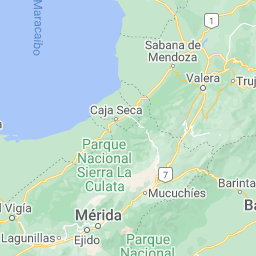 Maracaibo
1
Sabana de
Mendoza
Valera
Truj
Caja Seca
Parque
Nacional
Sierra La
Culata
7
Mucuchíes
Barinta
Mérida
El Vigía
Ejido
Lagunillas
Parque
Nacional
Ba